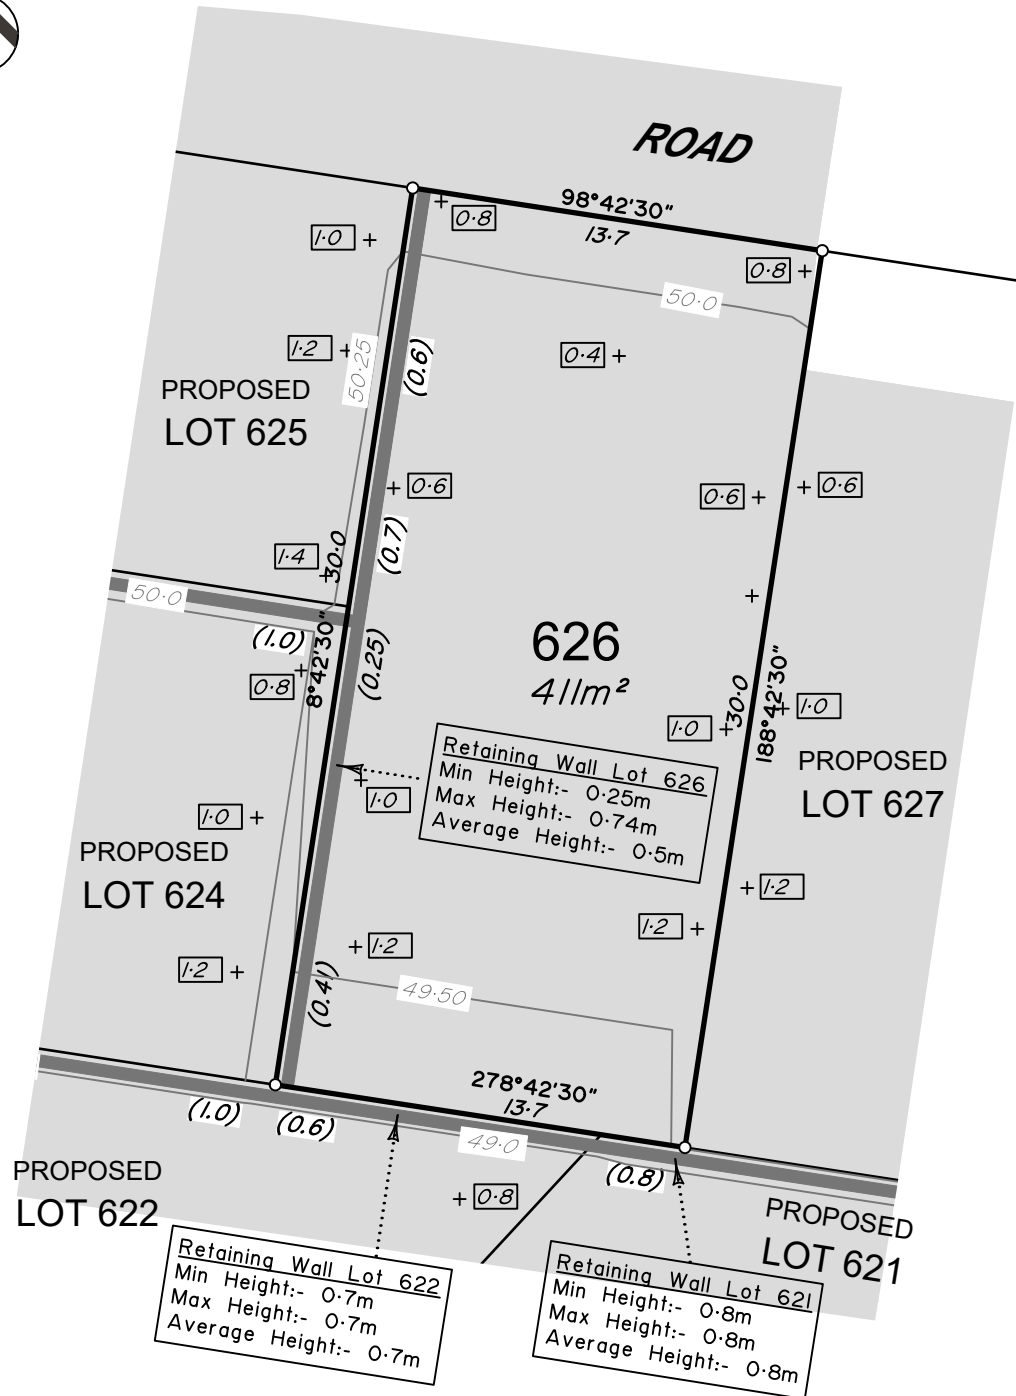 ROAD
98°42'30"
13·7
0·8
1·0
0·8
50·0
1·2
50·25
(0.6)
0·4
PROPOSED
LOT 625
0·6
0·6
0·6
(0.7)
1·4
30·0
50·0
(1.0)
8°42'30"
(0.25)
0·8
626
411m²
30·0
188°42'30"
1·0
1·0
Retaining Wall Lot 626
Min Height:- 0·25m
Max Height:- 0·74m
Average Height:- 0·5m
PROPOSED
LOT 627
1·0
1·0
PROPOSED
LOT 624
1·2
1·2
1·2
1·2
(0.4)
49·50
278°42'30"
13·7
(1.0)
(0.6)
49·0
(0.8)
PROPOSED
LOT 622
0·8
PROPOSED
LOT 621
Retaining Wall Lot 622
Min Height:- 0·7m
Max Height:- 0·7m
Average Height:- 0·7m
Retaining Wall Lot 621
Min Height:- 0·8m
Max Height:- 0·8m
Average Height:- 0·8m